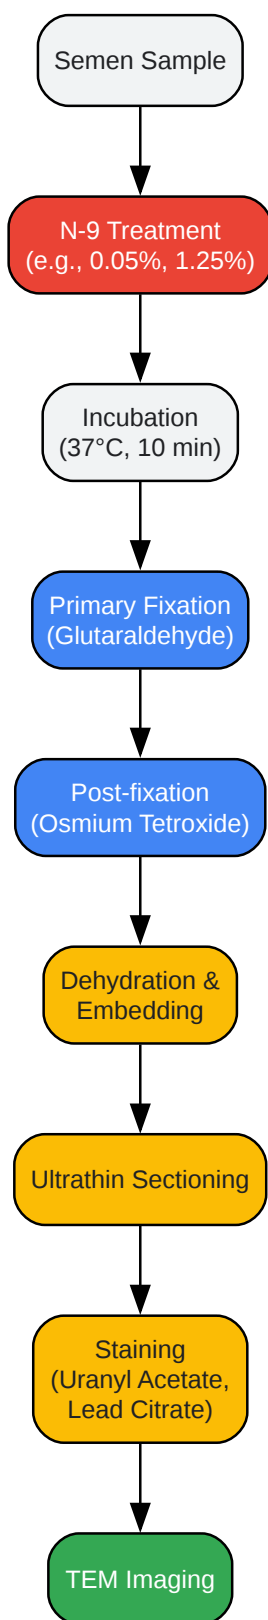 Semen Sample
N-9 Treatment
(e.g., 0.05%, 1.25%)
Incubation
(37°C, 10 min)
Primary Fixation
(Glutaraldehyde)
Post-fixation
(Osmium Tetroxide)
Dehydration &
Embedding
Ultrathin Sectioning
Staining
(Uranyl Acetate,
Lead Citrate)
TEM Imaging